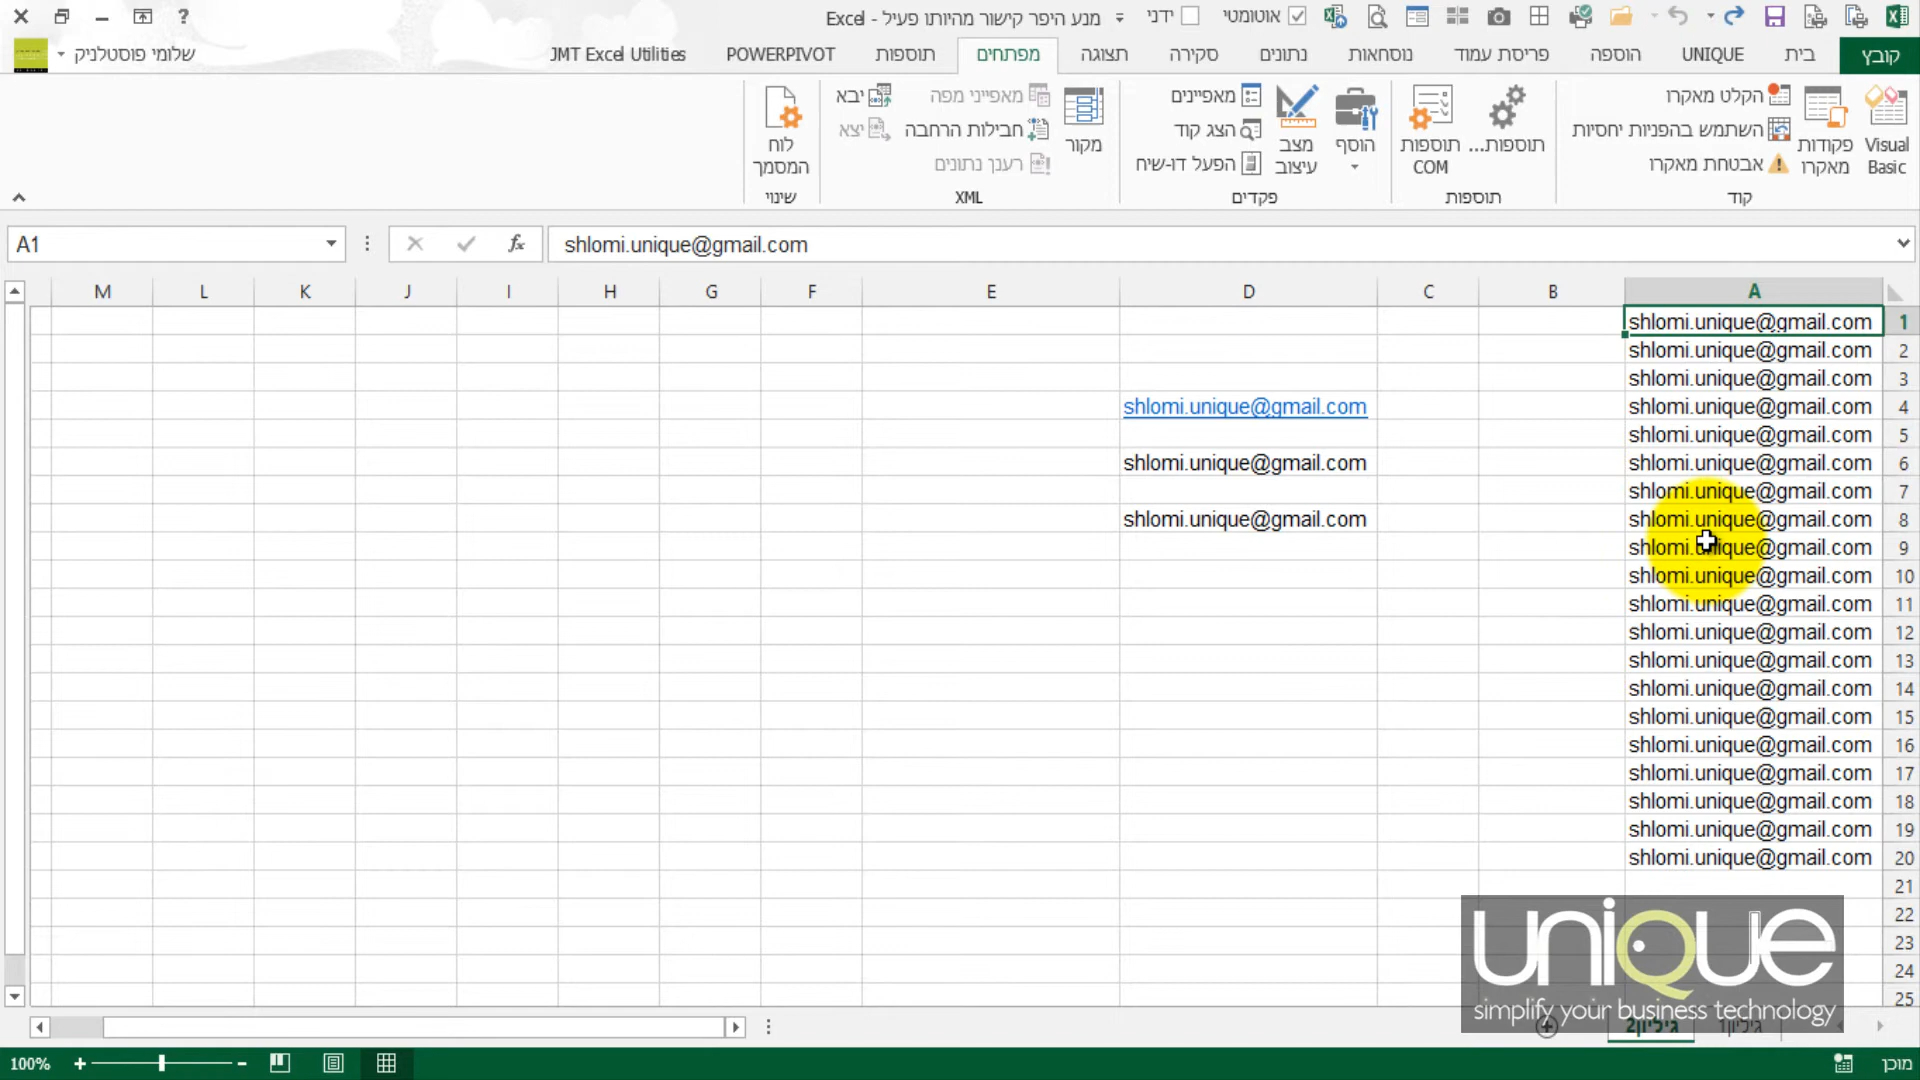 מנע היפר קישור מהיותו פעיל - Excel
ידני
אוטומטי
שלומי פוסטלניק
קובץ
בית
UNIQUE
הוספה
פריסת עמוד
נוסחאות
נתונים
סקירה
תצוגה
מפתחים
תוספות
POWERPIVOT
JMT Excel Utilities
Visual Basic
פקודות מאקרו
הקלט מאקרו
השתמש בהפניות יחסיות
אבטחת מאקרו
קוד
תוספות...
תוספות COM
תוספות
הוסף
מצב עיצוב
מאפיינים
הצג קוד
הפעל דו-שיח
פקדים
מקור
מאפייני מפה
חבילות הרחבה
רענן נתונים
יבא
יצא
XML
לוח המסמך
שינוי
A1
fx
shlomi.unique@gmail.com
M L K J I H G F E D C B A
shlomi.unique@gmail.com 1
shlomi.unique@gmail.com 2
shlomi.unique@gmail.com 3
shlomi.unique@gmail.com shlomi.unique@gmail.com 4
shlomi.unique@gmail.com 5
shlomi.unique@gmail.com shlomi.unique@gmail.com 6
shlomi.unique@gmail.com 7
shlomi.unique@gmail.com shlomi.unique@gmail.com 8
shlomi.unique@gmail.com 9
shlomi.unique@gmail.com 10
shlomi.unique@gmail.com 11
shlomi.unique@gmail.com 12
shlomi.unique@gmail.com 13
shlomi.unique@gmail.com 14
shlomi.unique@gmail.com 15
shlomi.unique@gmail.com 16
shlomi.unique@gmail.com 17
shlomi.unique@gmail.com 18
shlomi.unique@gmail.com 19
shlomi.unique@gmail.com 20
21
22
23
24
25
unique
simplify your business technology
גיליון1
גיליון2
מוכן
100%